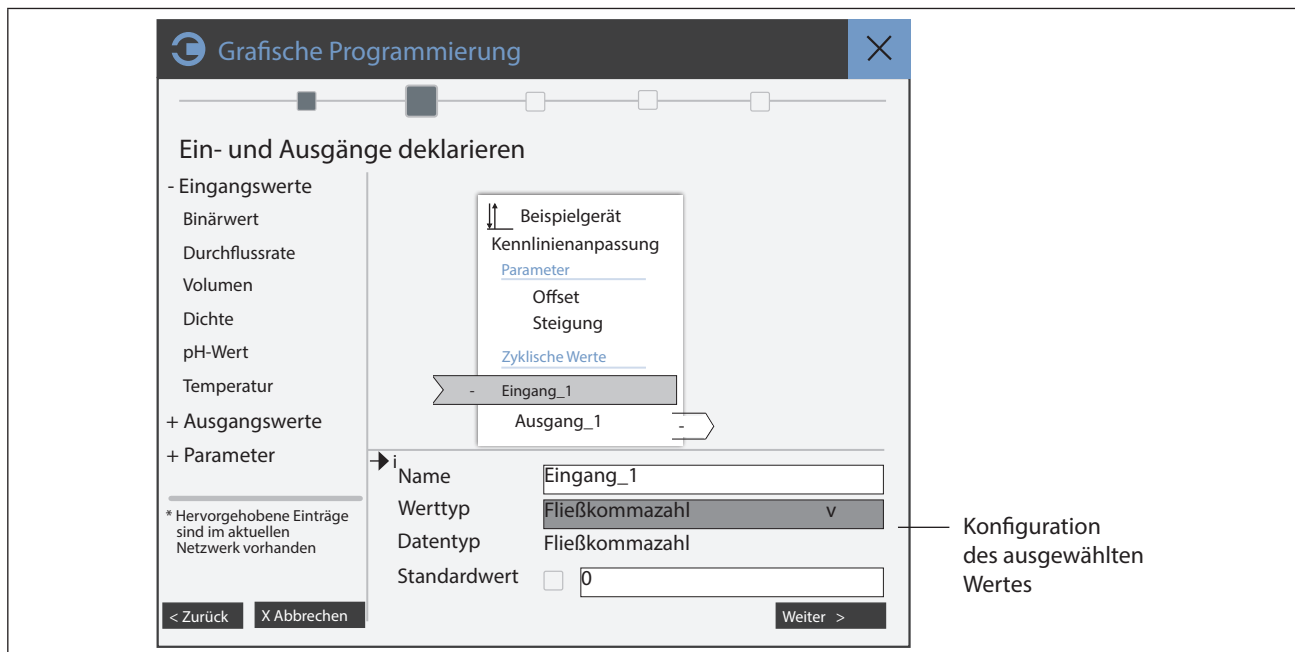 Grafische Programmierung
Ein- und Ausgänge deklarieren
- Eingangswerte
Binärwert
Durchflussrate
Volumen
Dichte
pH-Wert
Temperatur
+ Ausgangswerte
+ Parameter
* Hervorgehobene Einträge
sind im aktuellen
Netzwerk vorhanden
< Zurück
X Abbrechen
Beispielgerät
Kennlinienanpassung
Parameter
Offset
Steigung
Zyklische Werte
- Eingang_1
Ausgang_1 -
i
Name Eingang_1
Werttyp Fließkommazahl v
Datentyp Fließkommazahl
Standardwert 0
Weiter >
Konfiguration
des ausgewählten
Wertes